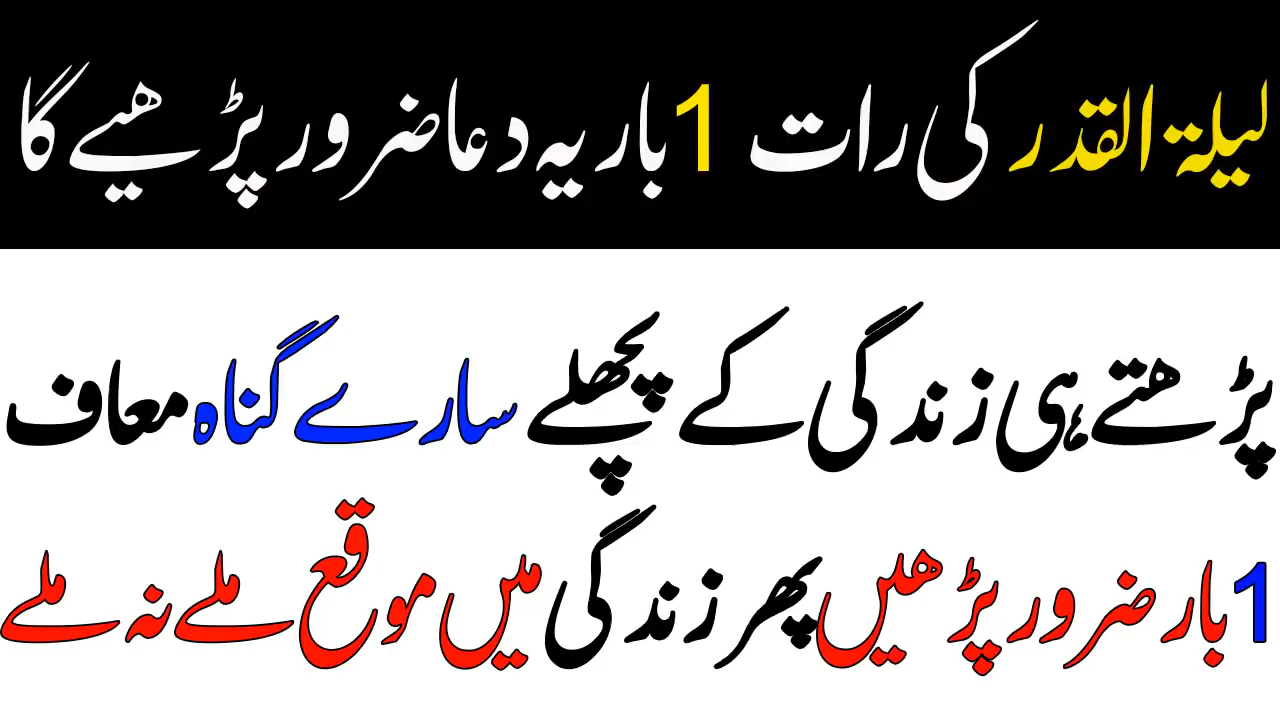 لیلۃ القدر کی رات 1 بار یہ دعا ضرور پڑھیے گا
پڑھتے ہی زندگی کے پچھلے سارے گناہ معاف
1 بار ضرور پڑھیں پھر زندگی میں موقع ملے نہ ملے